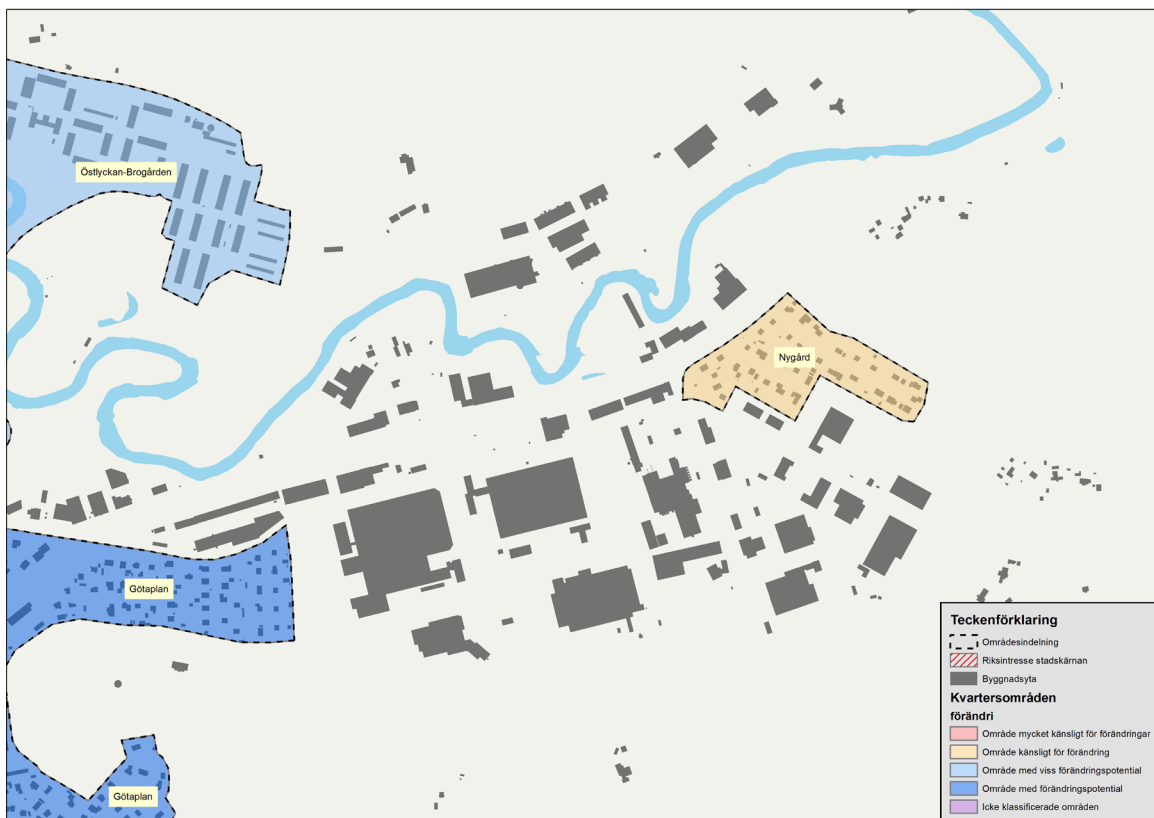 Östlyckan-Brogården
Nygård
Götaplan
Götaplan
Teckenförklaring
Områdesindelning
Riksintresse stadskärnan
Byggnadsyta
Kvartersområden
förändri
Område mycket känsligt för förändringar
Område känsligt för förändring
Område med viss förändringspotential
Område med förändringspotential
Icke klassificerade områden